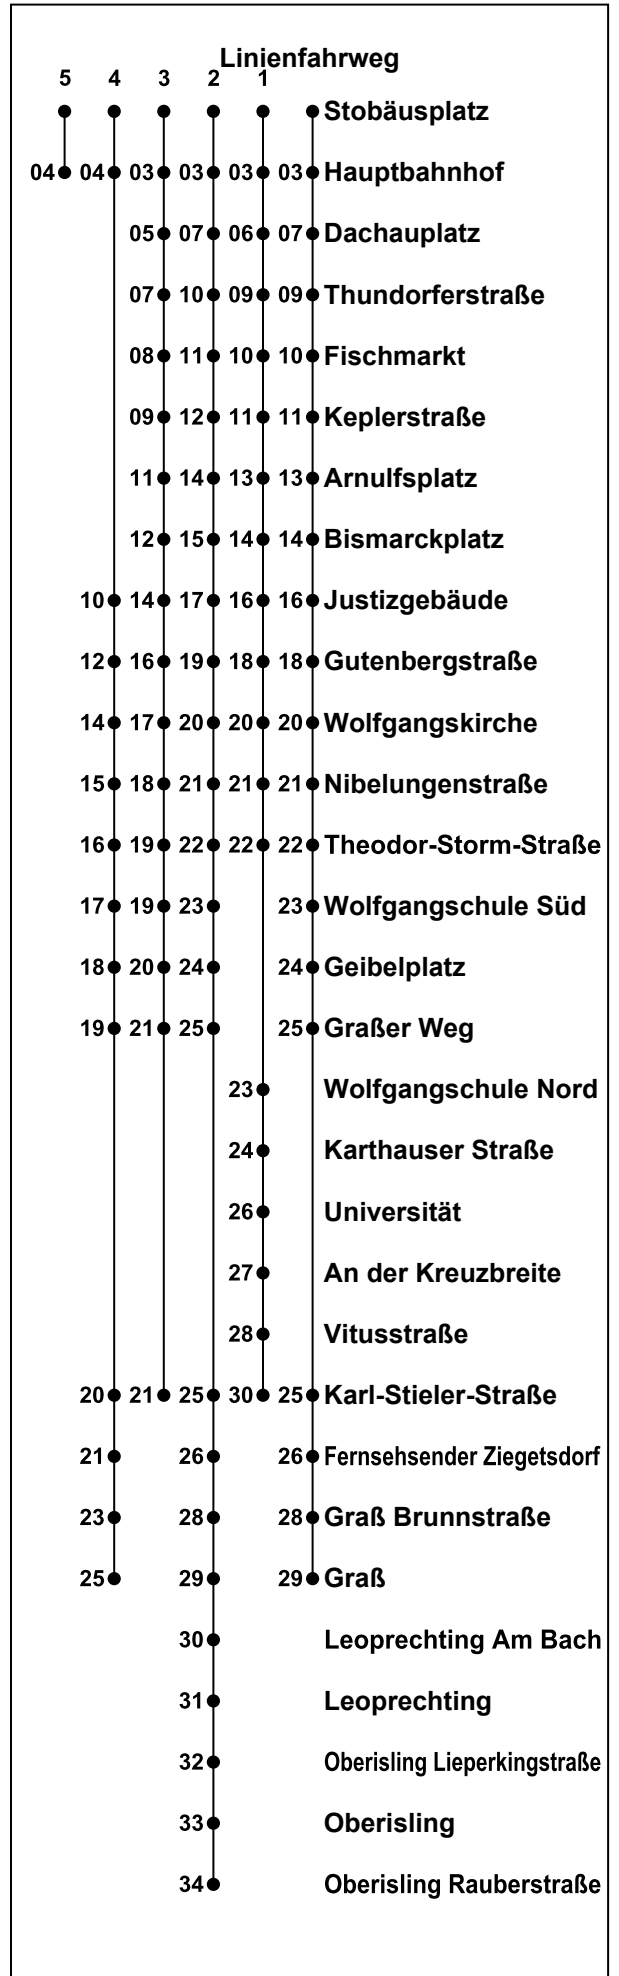 Linienfahrweg
5 4 3 2 1
Stobäusplatz
04 04 03 03 03 03 Hauptbahnhof
05 07 06 07 Dachauplatz
07 10 09 09 Thundorferstraße
08 11 10 10 Fischmarkt
09 12 11 11 Keplerstraße
11 14 13 13 Arnulfsplatz
12 15 14 14 Bismarckplatz
10 14 17 16 16 Justizgebäude
12 16 19 18 18 Gutenbergstraße
14 17 20 20 20 Wolfgangskirche
15 18 21 21 21 Nibelungenstraße
16 19 22 22 22 Theodor-Storm-Straße
17 19 23 23 Wolfgangschule Süd
18 20 24 24 Geibelplatz
19 21 25 25 Graßer Weg
23 Wolfgangschule Nord
24 Karthauser Straße
26 Universität
27 An der Kreuzbreite
28 Vitusstraße
20 21 25 30 25 Karl-Stieler-Straße
21 26 26 Fernsehsender Ziegetsdorf
23 28 28 Graß Brunnstraße
25 29 29 Graß
30 Leoprechting Am Bach
31 Leoprechting
32 Oberisling Lieperkingstraße
33 Oberisling
34 Oberisling Rauberstraße